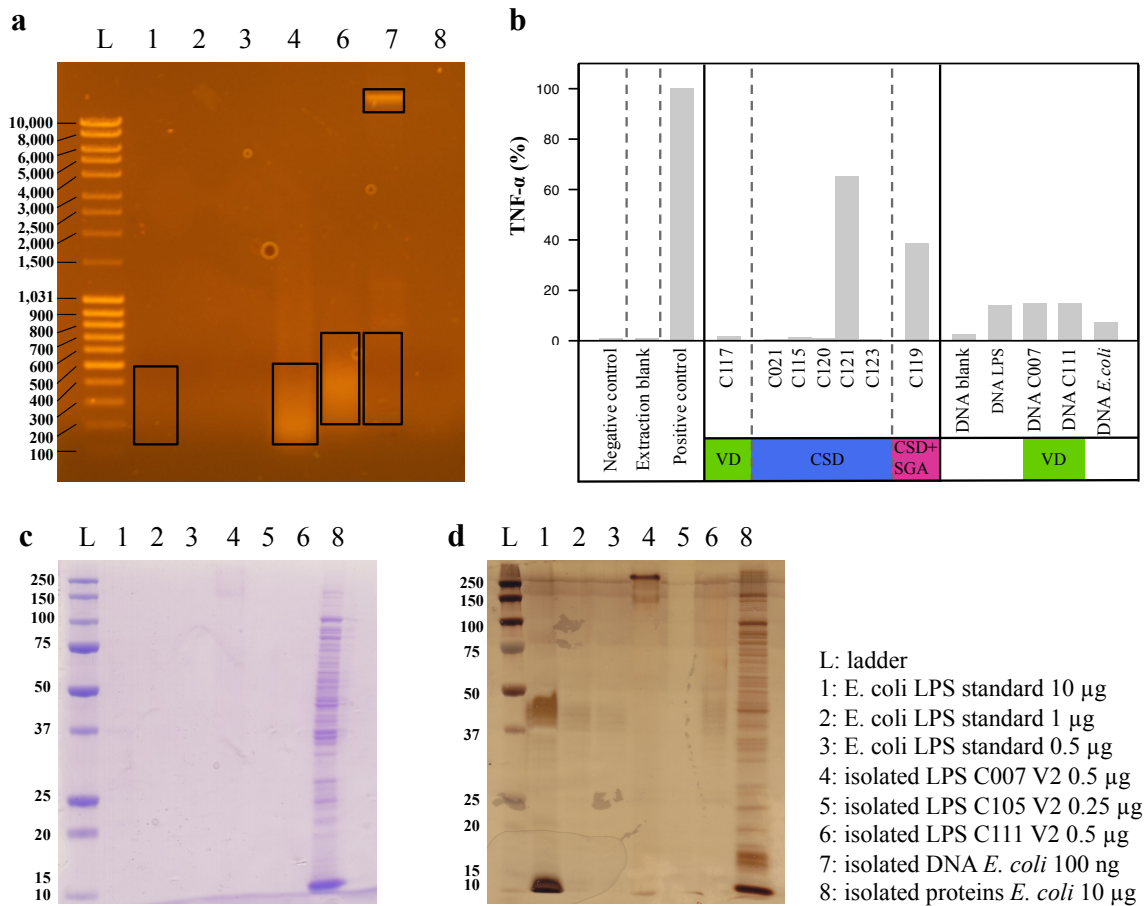 a
L 1 2 3 4 6 7 8
10,000
8,000
6,000
5,000
4,000
3,000
2,500
2,000
1,500
1,031
900
800
700
600
500
400
300
200
100
b
TNF-α (%)
100
80
60
40
20
0
Negative control
Extraction blank
Positive control
C117
C021
C115
C120
C121
C123
C119
DNA blank
DNA LPS
DNA C007
DNA C111
DNA E.coli
VD
CSD
CSD+
SGA
VD
c
L 1 2 3 4 5 6 8
250
150
100
75
50
37
25
20
15
10
d
L 1 2 3 4 5 6 8
250
150
100
75
50
37
25
20
15
10
L: ladder
1: E. coli LPS standard 10 µg
2: E. coli LPS standard 1 µg
3: E. coli LPS standard 0.5 µg
4: isolated LPS C007 V2 0.5 µg
5: isolated LPS C105 V2 0.25 µg
6: isolated LPS C111 V2 0.5 µg
7: isolated DNA E. coli 100 ng
8: isolated proteins E. coli 10 µg